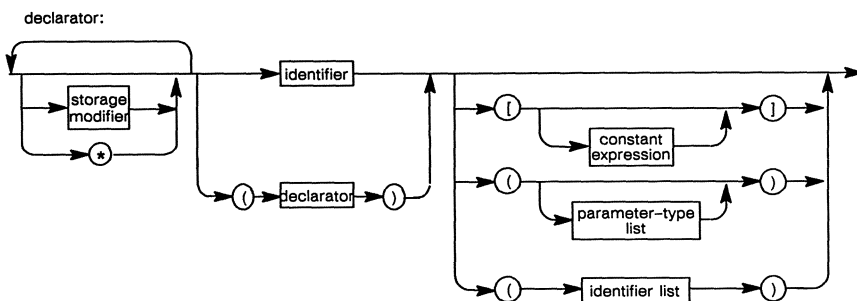 declarator:
identifier
storage
modifier
[
]
constant
expression
*
(
)
( declarator )
parameter-type
list
( identifier list )